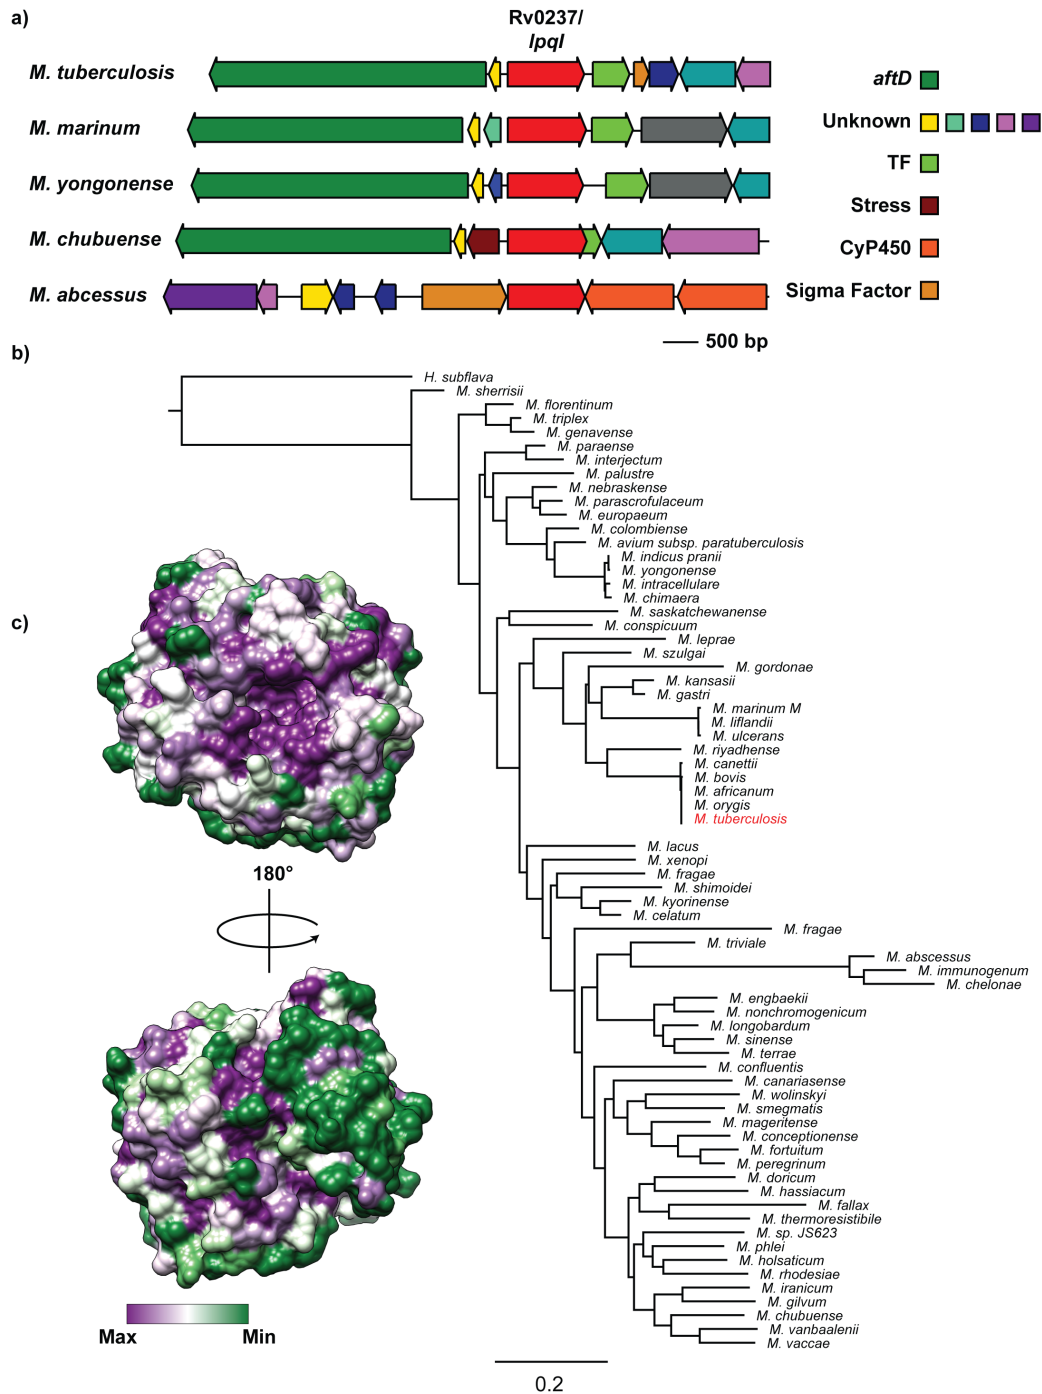 a)
Rv0237/
lpqI
M. tuberculosis
M. marinum
M. yongonense
M. chubuense
M. abcessus
aftD
Unknown
TF
Stress
CyP450
Sigma Factor
500 bp
b)
H. subflava
M. sherrisii
M. florentinum
M. triplex
M. genavense
M. paraense
M. interjectum
M. palustre
M. nebraskense
M. parascrofulaceum
M. europaeum
M. colombiense
M. avium subsp. paratuberculosis
M. indicus pranii
M. yongonense
M. intracellulare
M. chimaera
M. saskatchewanense
M. conspicuum
M. leprae
M. szulgai
M. gordonae
M. kansasii
M. gastri
M. marinum M
M. liflandii
M. ulcerans
M. riyadhense
M. canettii
M. bovis
M. africanum
M. orygis
M. tuberculosis
M. lacus
M. xenopi
M. fragae
M. shimoidei
M. kyorinense
M. celatum
M. fragae
M. triviale
M. abscessus
M. immunogenum
M. chelonae
M. engbaekii
M. nonchromogenicum
M. longobardum
M. sinense
M. terrae
M. confluentis
M. canariasense
M. wolinskyi
M. smegmatis
M. mageritense
M. conceptionense
M. fortuitum
M. peregrinum
M. doricum
M. hassiacum
M. fallax
M. thermoresistibile
M. sp. JS623
M. phlei
M. holsaticum
M. rhodesiae
M. iranicum
M. gilvum
M. chubuense
M. vanbaalenii
M. vaccae
0.2
c)
180°
Max
Min